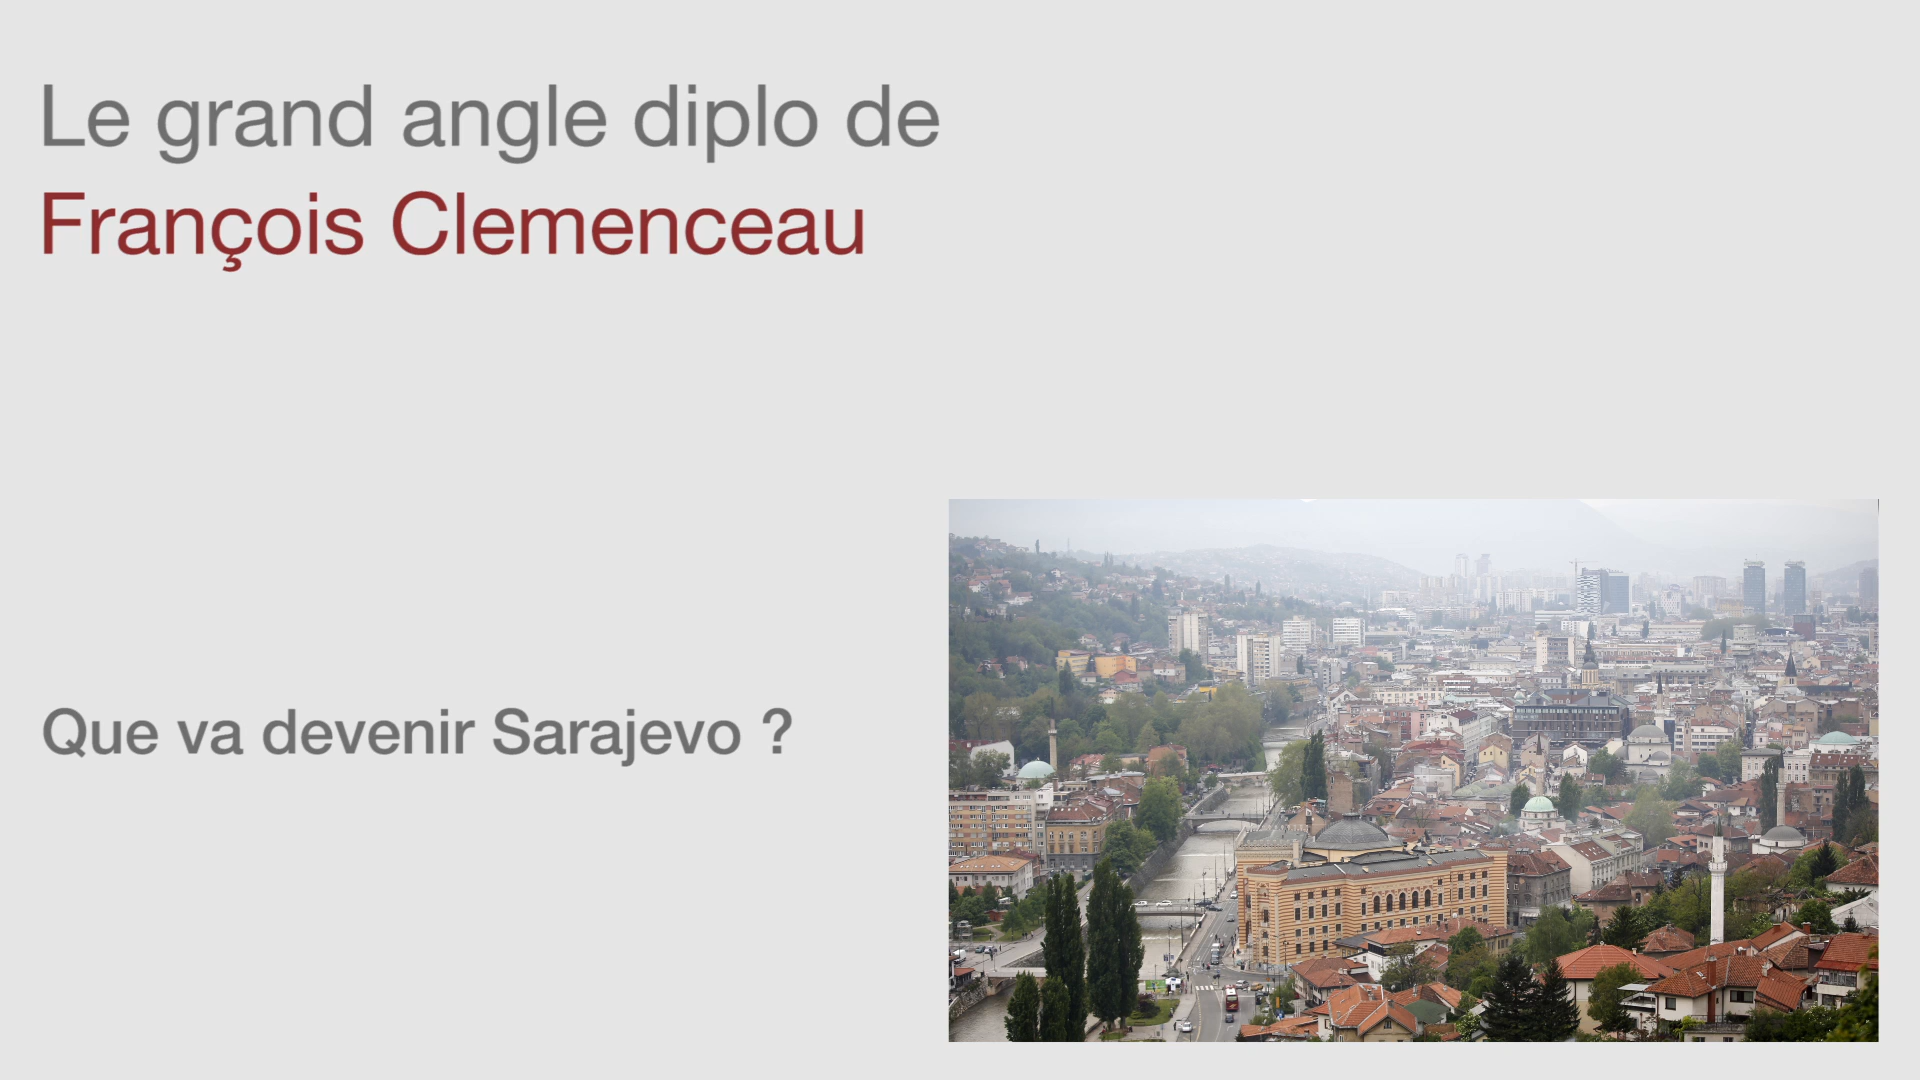 Le grand angle diplo de
François Clemenceau
Que va devenir Sarajevo ?